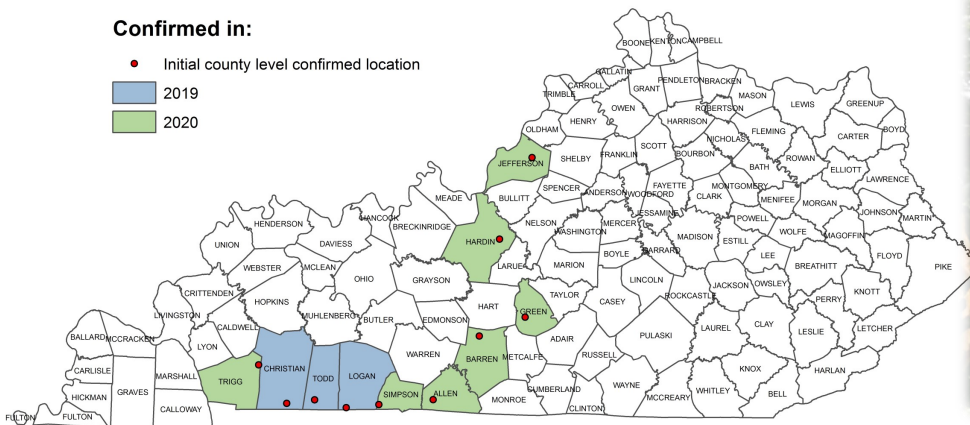 Confirmed in:
Initial county level confirmed location
2019
2020
BOONE KENTON CAMPBELL
GALLATIN PENDLETON BRACKEN
CARROLL GRANT MASON
TRIMBLE OWEN ROBERTSON LEWIS GREENUP
HENRY HARRISON
OLDHAM NICHOLAS FLEMING CARTER BOYD
SHELBY FRANKLIN SCOTT BOURBON ROWAN
JEFFERSON BATH ELLIOTT
SPENCER ANDERSON WOODFORD FAYETTE CLARK MONTGOMERY MENIFEE MORGAN LAWRENCE
MEADE BULLITT
HANCOCK BRECKINRIDGE NELSON WASHINGTON MERCER JESSAMINE POWELL JOHNSON MARTIN
HENDERSON
UNION DAVIESS HARDIN BOYLE GARRARD MADISON ESTILL WOLFE MAGOFFIN
WEBSTER MCLEAN OHIO GRAYSON LARUE MARION LEE BREATHITT FLOYD PIKE
CRITTENDEN LINCOLN ROCKCASTLE JACKSON OWSLEY KNOTT
LIVINGSTON HOPKINS MUHLENBERG BUTLER EDMONSON HART GREEN TAYLOR CASEY PERRY
BALLARD MCCRACKEN LYON CALDWELL ADAIR PULASKI LAUREL CLAY LESLIE LETCHER
CARLISLE MARSHALL TRIGG CHRISTIAN TODD LOGAN WARREN BARREN METCALFE RUSSELL KNOX HARLAN
HICKMAN GRAVES SIMPSON ALLEN MONROE CUMBERLAND WAYNE MCCREARY WHITLEY BELL
FULTON FULTON CALLOWAY CLINTON